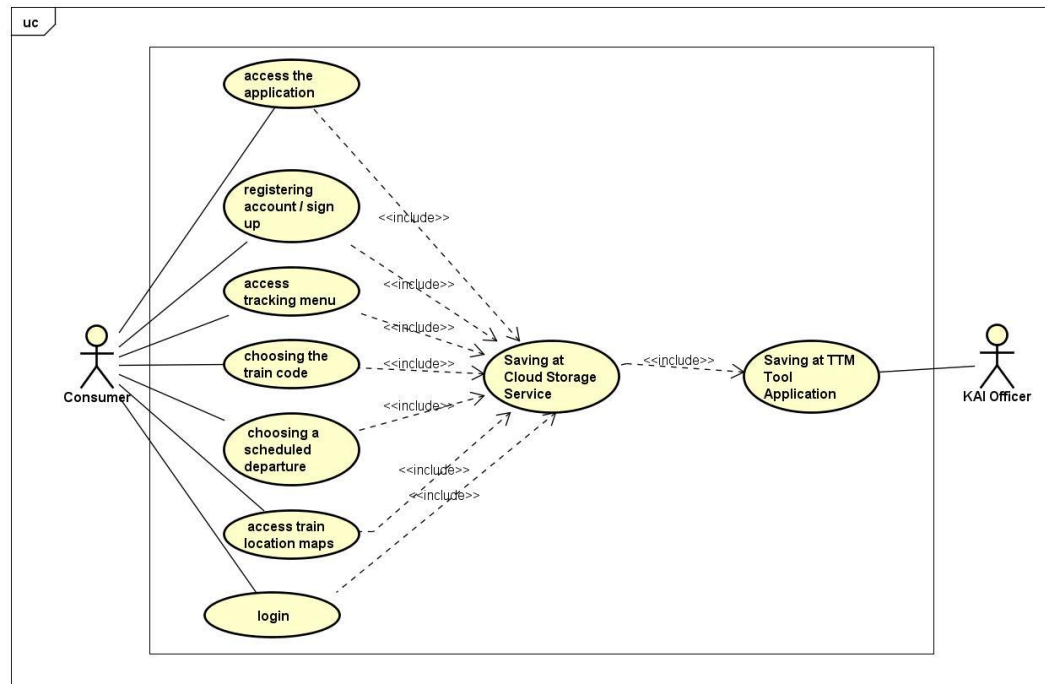 uc
access the
application
registering
account / sign
up
<<include>>
<<include>>
access
tracking menu
<<include>>
choosing the
train code
<<include>>
Saving at
Cloud Storage
Service
<<include>>
Saving at TTM
Tool
Application
Consumer
KAI Officer
<<include>>
choosing a
scheduled
departure
<<include>>
<<include>>
access train
location maps
login